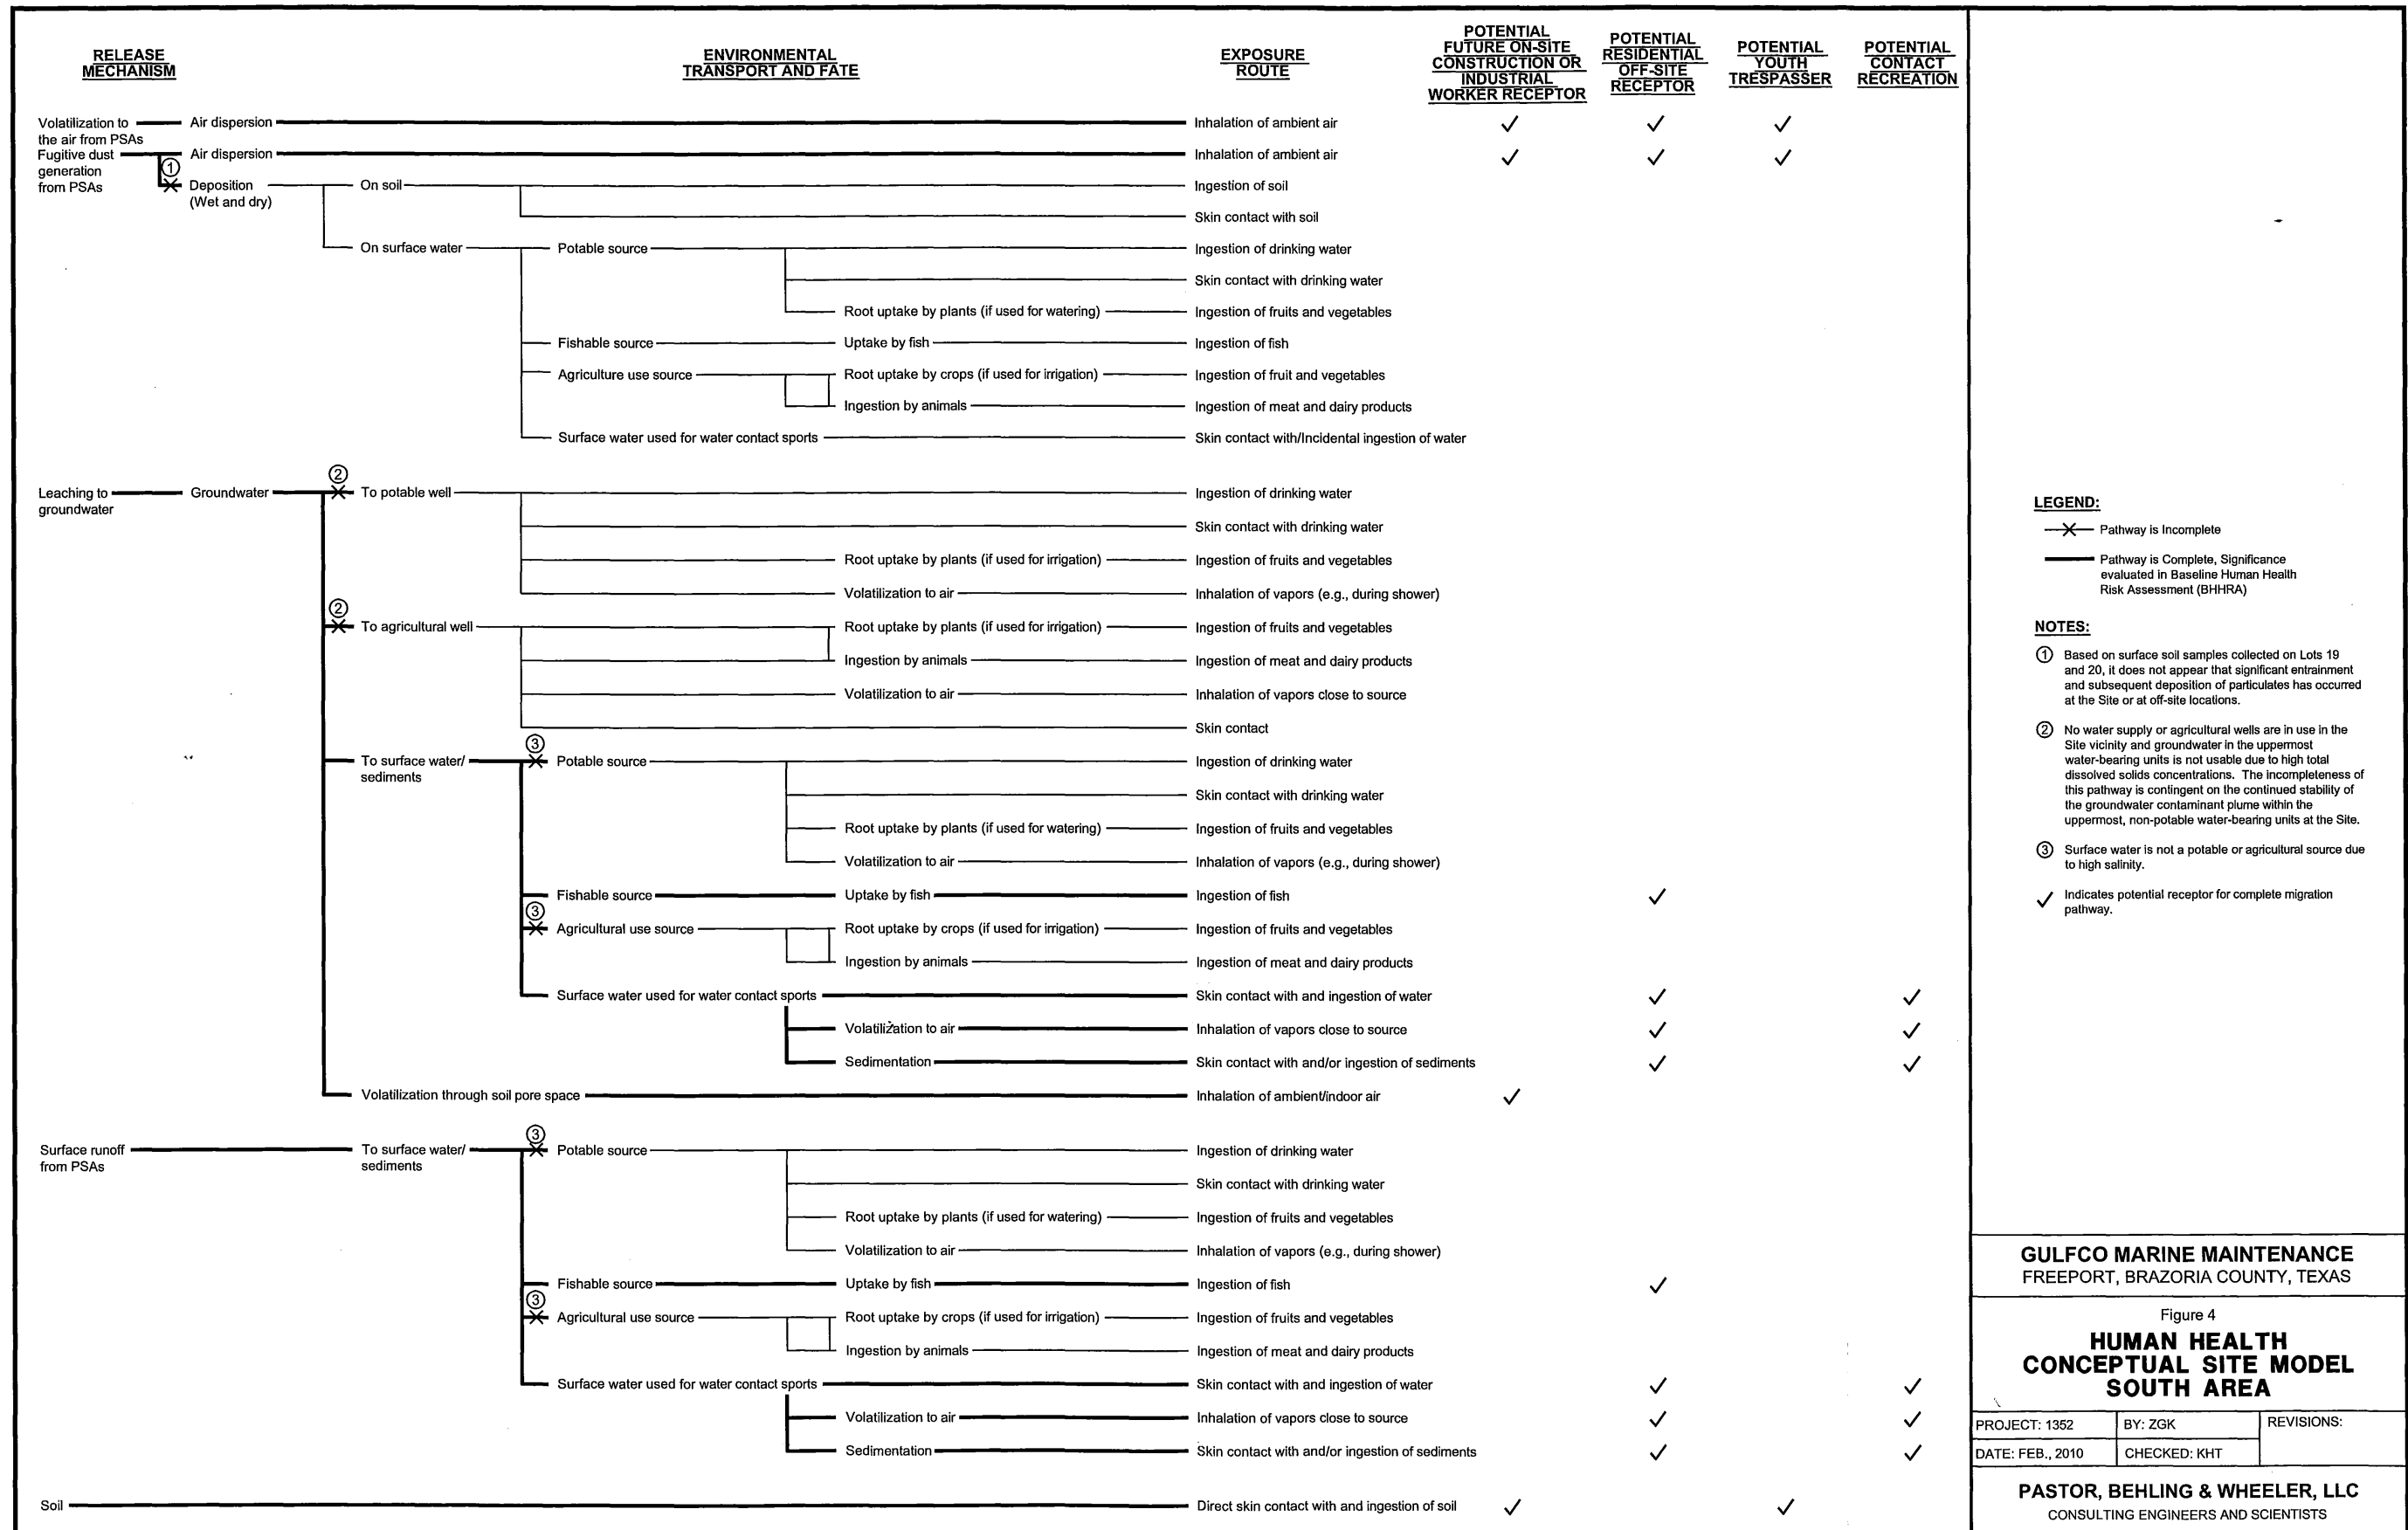 RELEASE
MECHANISM
ENVIRONMENTAL
TRANSPORT AND FATE
EXPOSURE
ROUTE
POTENTIAL
FUTURE ON-SITE
CONSTRUCTION OR
INDUSTRIAL
WORKER RECEPTOR
POTENTIAL
RESIDENTIAL
OFF-SITE
RECEPTOR
POTENTIAL
YOUTH
TRESPASSER
POTENTIAL
CONTACT
RECREATION
Volatilization to
the air from PSAs
Air dispersion
Inhalation of ambient air
✓ ✓ ✓
Fugitive dust
generation
from PSAs
Air dispersion
Inhalation of ambient air
✓ ✓ ✓
①
Deposition
(Wet and dry)
On soil
Ingestion of soil
Skin contact with soil
On surface water
Potable source
Ingestion of drinking water
Skin contact with drinking water
Root uptake by plants (if used for watering)
Ingestion of fruits and vegetables
Fishable source
Uptake by fish
Ingestion of fish
Agriculture use source
Root uptake by crops (if used for irrigation)
Ingestion of fruit and vegetables
Ingestion by animals
Ingestion of meat and dairy products
Surface water used for water contact sports
Skin contact with/Incidental ingestion of water
Leaching to
groundwater
Groundwater
②
To potable well
Ingestion of drinking water
Skin contact with drinking water
Root uptake by plants (if used for irrigation)
Ingestion of fruits and vegetables
Volatilization to air
Inhalation of vapors (e.g., during shower)
②
To agricultural well
Root uptake by plants (if used for irrigation)
Ingestion of fruits and vegetables
Ingestion by animals
Ingestion of meat and dairy products
Volatilization to air
Inhalation of vapors close to source
Skin contact
To surface water/
sediments
③
Potable source
Ingestion of drinking water
Skin contact with drinking water
Root uptake by plants (if used for watering)
Ingestion of fruits and vegetables
Volatilization to air
Inhalation of vapors (e.g., during shower)
Fishable source
Uptake by fish
Ingestion of fish
✓
③
Agricultural use source
Root uptake by crops (if used for irrigation)
Ingestion of fruits and vegetables
Ingestion by animals
Ingestion of meat and dairy products
Surface water used for water contact sports
Skin contact with and ingestion of water
✓ ✓
Volatilization to air
Inhalation of vapors close to source
✓ ✓
Sedimentation
Skin contact with and/or ingestion of sediments
✓ ✓
Volatilization through soil pore space
Inhalation of ambient/indoor air
✓
Surface runoff
from PSAs
To surface water/
sediments
③
Potable source
Ingestion of drinking water
Skin contact with drinking water
Root uptake by plants (if used for watering)
Ingestion of fruits and vegetables
Volatilization to air
Inhalation of vapors (e.g., during shower)
Fishable source
Uptake by fish
Ingestion of fish
✓
③
Agricultural use source
Root uptake by crops (if used for irrigation)
Ingestion of fruits and vegetables
Ingestion by animals
Ingestion of meat and dairy products
Surface water used for water contact sports
Skin contact with and ingestion of water
✓ ✓
Volatilization to air
Inhalation of vapors close to source
✓ ✓
Sedimentation
Skin contact with and/or ingestion of sediments
✓ ✓
Soil
Direct skin contact with and ingestion of soil
✓ ✓
LEGEND:
Pathway is Incomplete
Pathway is Complete, Significance
evaluated in Baseline Human Health
Risk Assessment (BHHRA)
NOTES:
① Based on surface soil samples collected on Lots 19
and 20, it does not appear that significant entrainment
and subsequent deposition of particulates has occurred
at the Site or at off-site locations.
② No water supply or agricultural wells are in use in the
Site vicinity and groundwater in the uppermost
water-bearing units is not usable due to high total
dissolved solids concentrations. The incompleteness of
this pathway is contingent on the continued stability of
the groundwater contaminant plume within the
uppermost, non-potable water-bearing units at the Site.
③ Surface water is not a potable or agricultural source due
to high salinity.
✓ Indicates potential receptor for complete migration
pathway.
GULFCO MARINE MAINTENANCE
FREEPORT, BRAZORIA COUNTY, TEXAS
Figure 4
HUMAN HEALTH
CONCEPTUAL SITE MODEL
SOUTH AREA
PROJECT: 1352
BY: ZGK
REVISIONS:
DATE: FEB., 2010
CHECKED: KHT
PASTOR, BEHLING & WHEELER, LLC
CONSULTING ENGINEERS AND SCIENTISTS